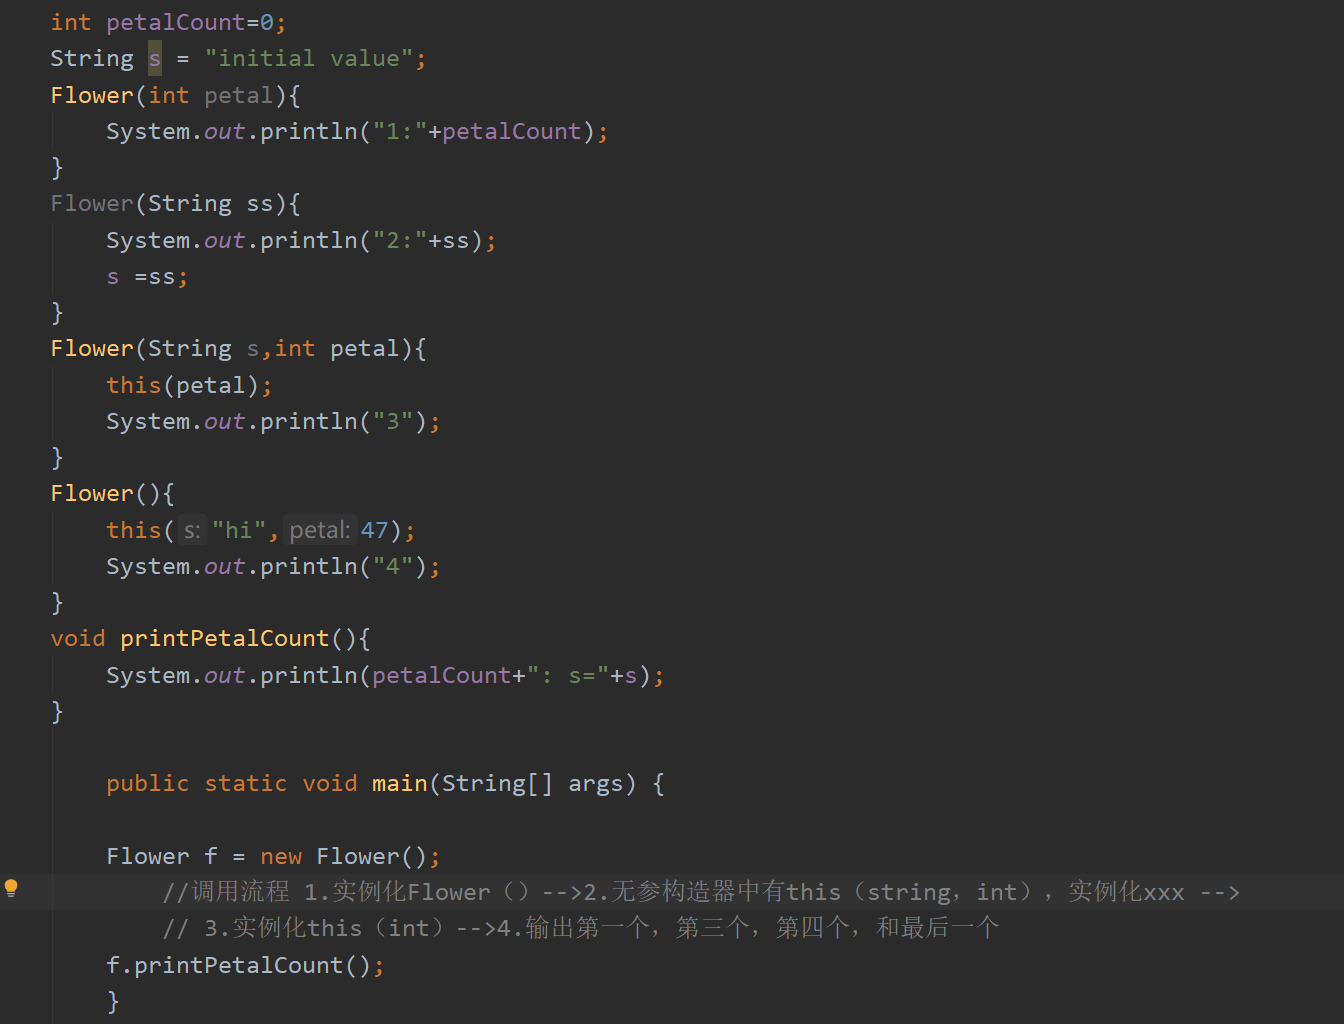 int petalCount=0;
String s = "initial value";
Flower(int petal){
System.out.println("1:"+petalCount);
}
Flower(String ss){
System.out.println("2:"+ss);
s =ss;
}
Flower(String s,int petal){
this(petal);
System.out.println("3");
}
Flower(){
this( s: "hi", petal: 47);
System.out.println("4");
}
void printPetalCount(){
System.out.println(petalCount+": s="+s);
}
public static void main(String[] args) {
Flower f = new Flower();
//调用流程 1.实例化Flower（）-->2.无参构造器中有this（string，int），实例化xxx -->
// 3.实例化this（int）-->4.输出第一个，第三个，第四个，和最后一个
f.printPetalCount();
}